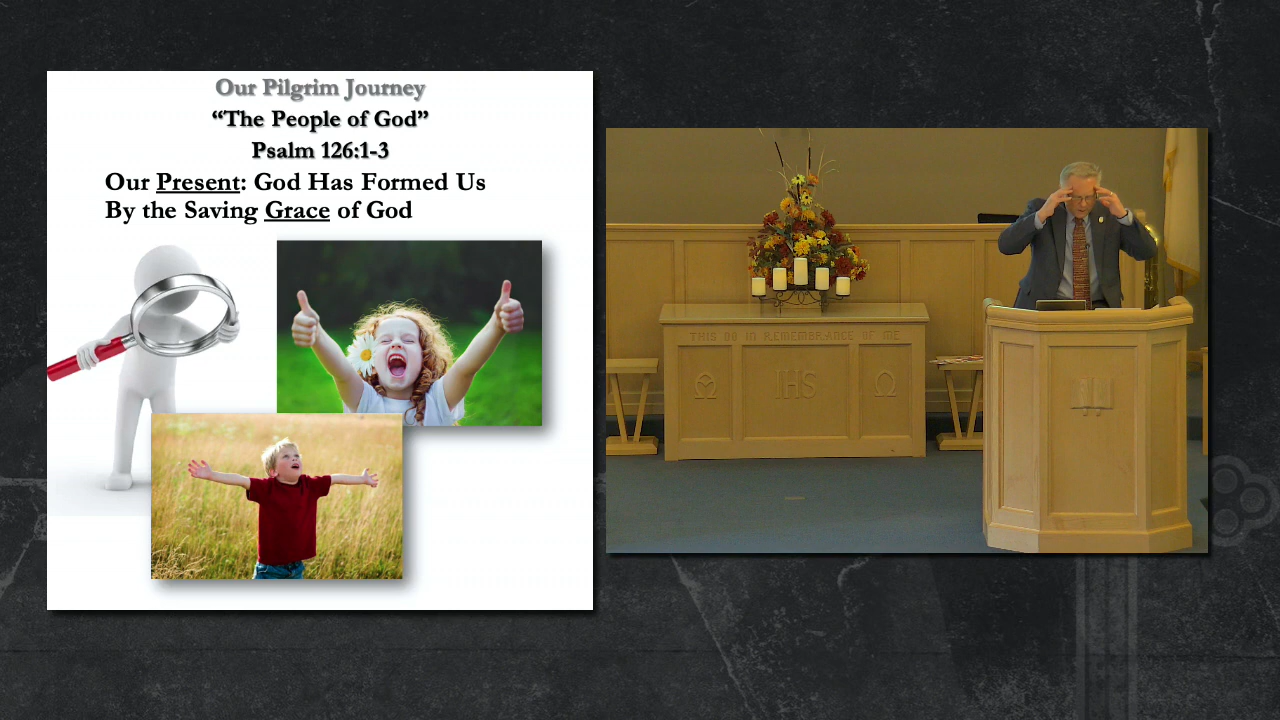 Our Pilgrim Journey
“The People of God”
Psalm 126:1-3
Our Present: God Has Formed Us
By the Saving Grace of God
THIS DO IN REMEMBRANCE OF ME
IHS